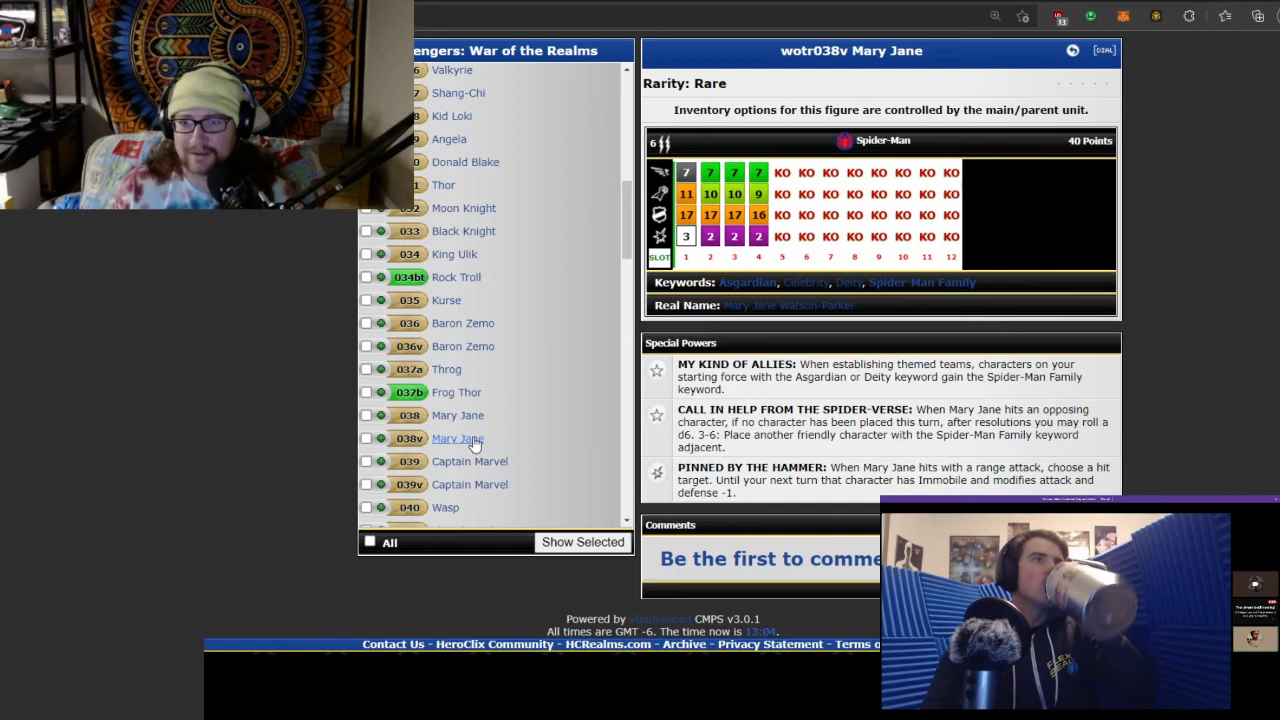 13
engers: War of the Realms
6 Valkyrie
7 Shang-Chi
8 Kid Loki
9 Angela
0 Donald Blake
1 Thor
032 Moon Knight
033 Black Knight
034 King Ulik
034bt Rock Troll
035 Kurse
036 Baron Zemo
036v Baron Zemo
037a Throg
037b Frog Thor
038 Mary Jane
038v Mary Jane
039 Captain Marvel
039v Captain Marvel
040 Wasp
All
Show Selected
wotr038v Mary Jane
[DIAL]
Rarity: Rare
Inventory options for this figure are controlled by the main/parent unit.
6 Spider-Man 40 Points
7 7 7 7 KO KO KO KO KO KO KO KO
11 10 10 9 KO KO KO KO KO KO KO KO
17 17 17 16 KO KO KO KO KO KO KO KO
3 2 2 2 KO KO KO KO KO KO KO KO
SLOT 1 2 3 4 5 6 7 8 9 10 11 12
Keywords: Asgardian, Celebrity, Deity, Spider-Man Family
Real Name: Mary Jane Watson-Parker
Special Powers
MY KIND OF ALLIES: When establishing themed teams, characters on your
starting force with the Asgardian or Deity keyword gain the Spider-Man Family
keyword.
CALL IN HELP FROM THE SPIDER-VERSE: When Mary Jane hits an opposing
character, if no character has been placed this turn, after resolutions you may roll a
d6. 3-6: Place another friendly character with the Spider-Man Family keyword
adjacent.
PINNED BY THE HAMMER: When Mary Jane hits with a range attack, choose a hit
target. Until your next turn that character has Immobile and modifies attack and
defense -1.
Comments
Be the first to comme
Powered by vBadvanced CMPS v3.0.1
All times are GMT -6. The time now is 13:04.
Contact Us - HeroClix Community - HCRealms.com - Archive - Privacy Statement - Terms o
FLEX
SEAL